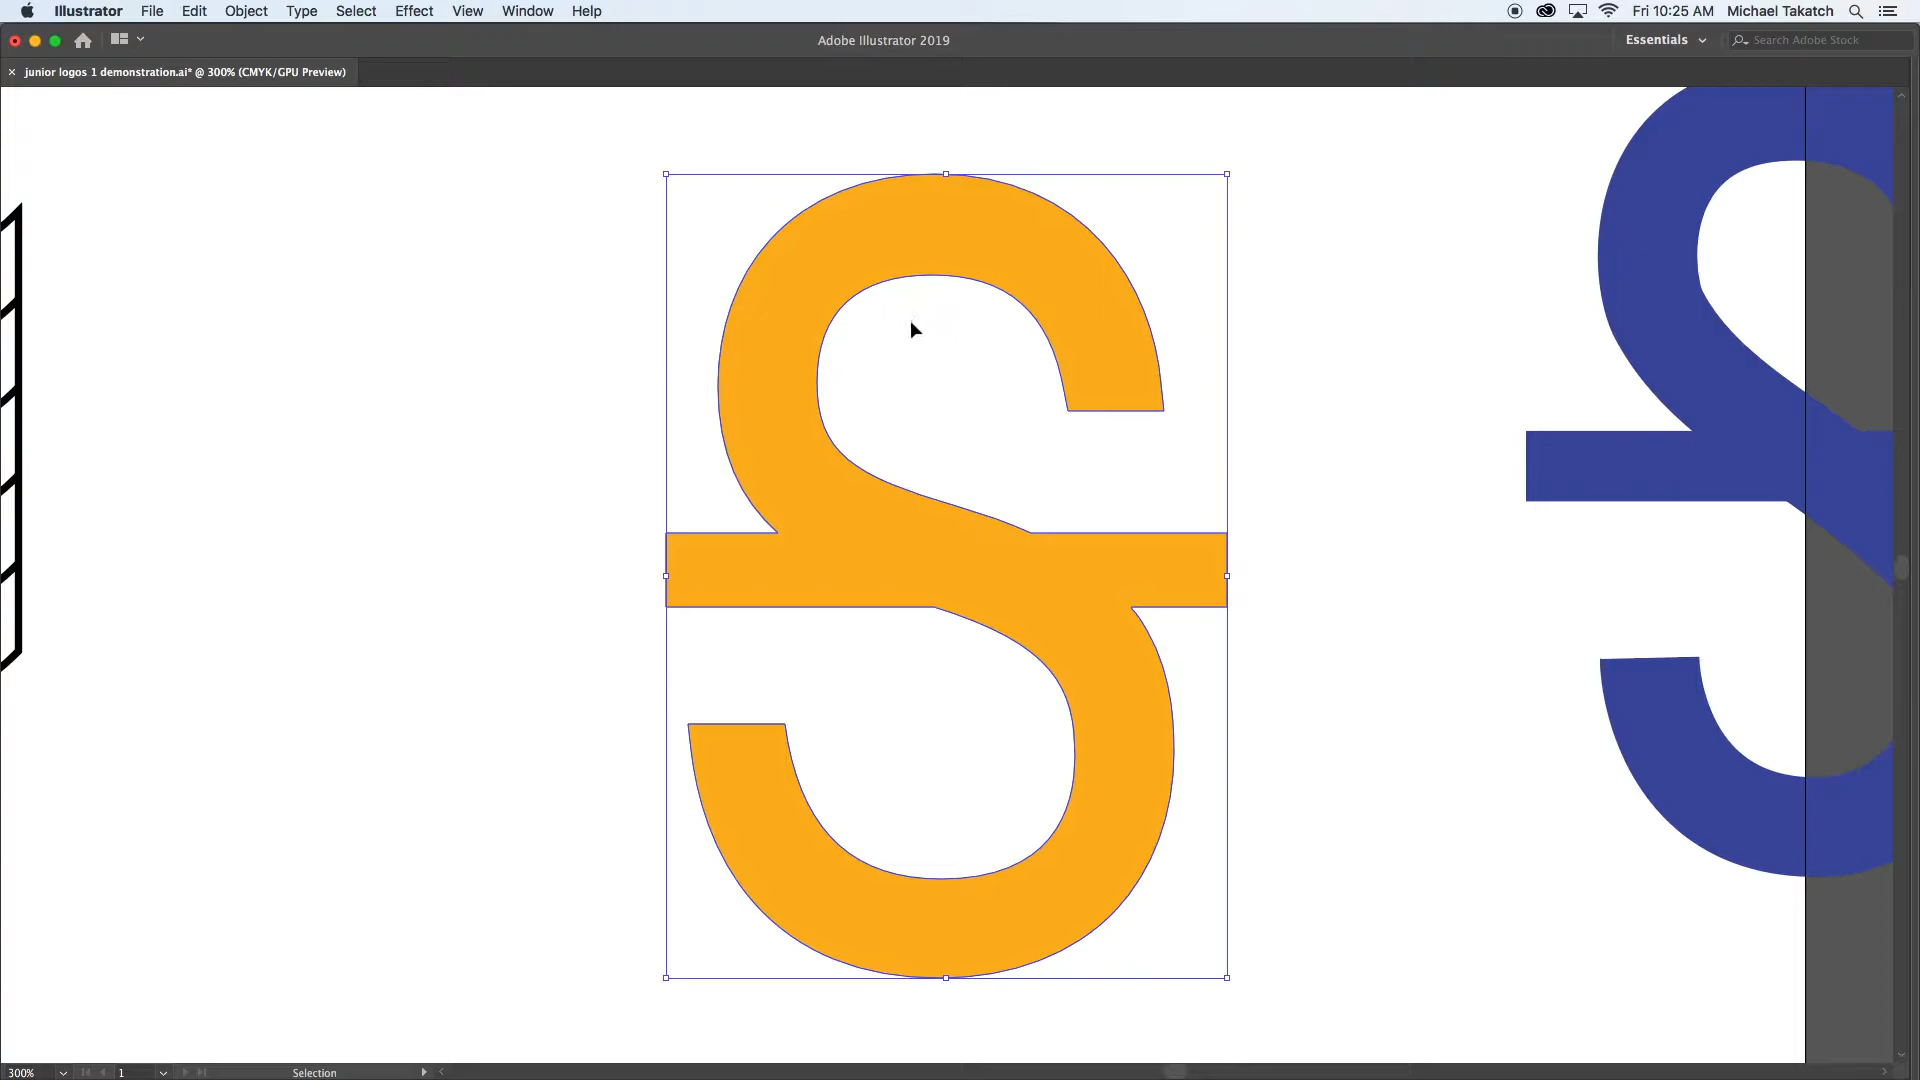 Illustrator File Edit Object Type Select Effect View Window Help Fri 10:25 AM Michael Takatch
Adobe Illustrator 2019 Essentials Search Adobe Stock
× junior logos 1 demonstration.ai* @ 300% (CMYK/GPU Preview)
S
S
300% 1 Selection